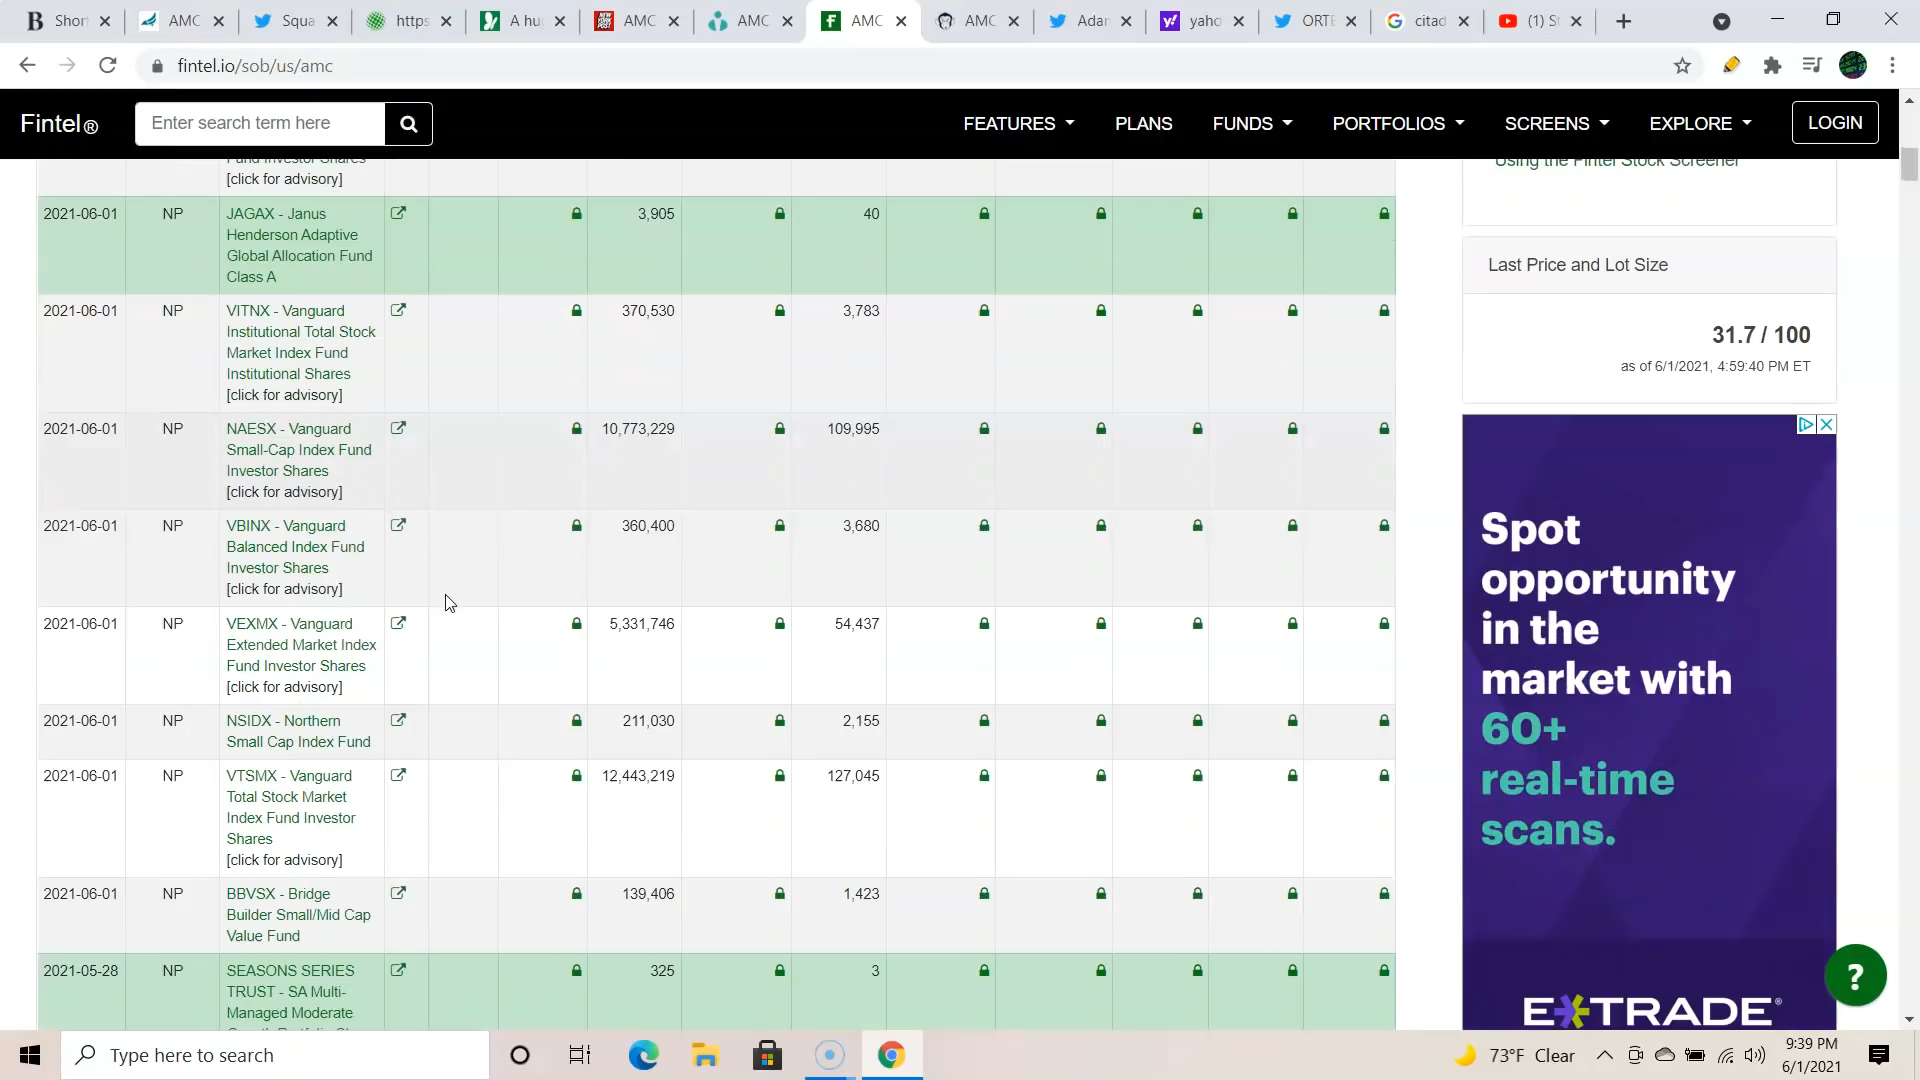 Shor
AMC
Squa
https
A hu
AMC
AMC
AMC
AMC
Adar
yaho
ORTE
citad
(1) St
fintel.io/sob/us/amc
Fintel®
Enter search term here
FEATURES
PLANS
FUNDS
PORTFOLIOS
SCREENS
EXPLORE
LOGIN
Fund Investor Shares
[click for advisory]
2021-06-01 NP JAGAX - Janus 3,905 40
Henderson Adaptive
Global Allocation Fund
Class A
2021-06-01 NP VITNX - Vanguard 370,530 3,783
Institutional Total Stock
Market Index Fund
Institutional Shares
[click for advisory]
2021-06-01 NP NAESX - Vanguard 10,773,229 109,995
Small-Cap Index Fund
Investor Shares
[click for advisory]
2021-06-01 NP VBINX - Vanguard 360,400 3,680
Balanced Index Fund
Investor Shares
[click for advisory]
2021-06-01 NP VEXMX - Vanguard 5,331,746 54,437
Extended Market Index
Fund Investor Shares
[click for advisory]
2021-06-01 NP NSIDX - Northern 211,030 2,155
Small Cap Index Fund
2021-06-01 NP VTSMX - Vanguard 12,443,219 127,045
Total Stock Market
Index Fund Investor
Shares
[click for advisory]
2021-06-01 NP BBVSX - Bridge 139,406 1,423
Builder Small/Mid Cap
Value Fund
2021-05-28 NP SEASONS SERIES 325 3
TRUST - SA Multi-
Managed Moderate
Using the Fintel Stock Screener
Last Price and Lot Size
31.7 / 100
as of 6/1/2021, 4:59:40 PM ET
Spot
opportunity
in the
market with
60+
real-time
scans.
E*TRADE®
?
Type here to search
73°F Clear
9:39 PM
6/1/2021